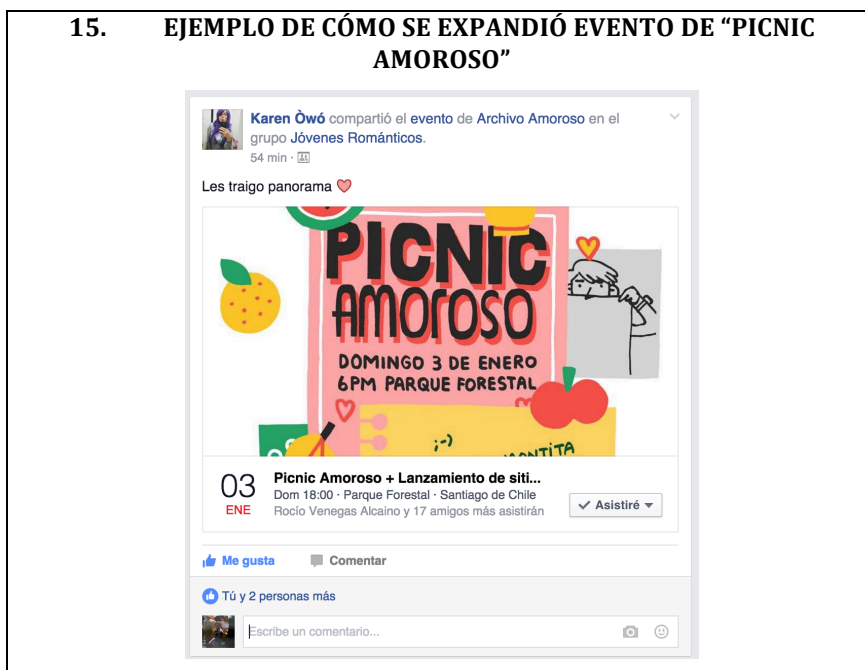 15. EJEMPLO DE CÓMO SE EXPANDIÓ EVENTO DE “PICNIC
AMOROSO”
Karen Òwó compartió el evento de Archivo Amoroso en el
grupo Jóvenes Románticos.
54 min ·
Les traigo panorama
PICNIC
AMOROSO
DOMINGO 3 DE ENERO
6PM PARQUE FORESTAL
;-)
03
ENE
Picnic Amoroso + Lanzamiento de siti...
Dom 18:00 · Parque Forestal · Santiago de Chile
Rocío Venegas Alcaino y 17 amigos más asistirán
Asistiré
Me gusta Comentar
Tú y 2 personas más
Escribe un comentario...